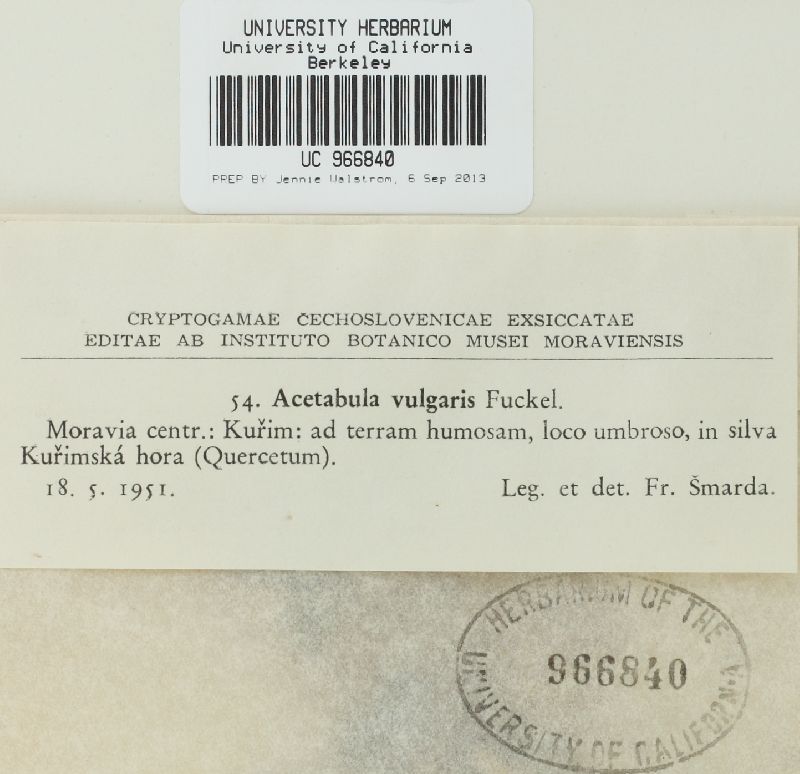 UNIVERSITY HERBARIUM
University of California
Berkeley
UC 966840
PREP BY Jennie Walstrom, 6 Sep 2013
CRYPTOGAMAE ČECHOSLOVENICAE EXSICCATAE
EDITAE AB INSTITUTO BOTANICO MUSEI MORAVIENSIS
54. Acetabula vulgaris Fuckel.
Moravia centr.: Kuřim: ad terram humosam, loco umbroso, in silva
Kuřimská hora (Quercetum).
18. 5. 1951. Leg. et det. Fr. Šmarda.
HERBARIUM OF THE
966840
UNIVERSITY OF CALIFORNIA